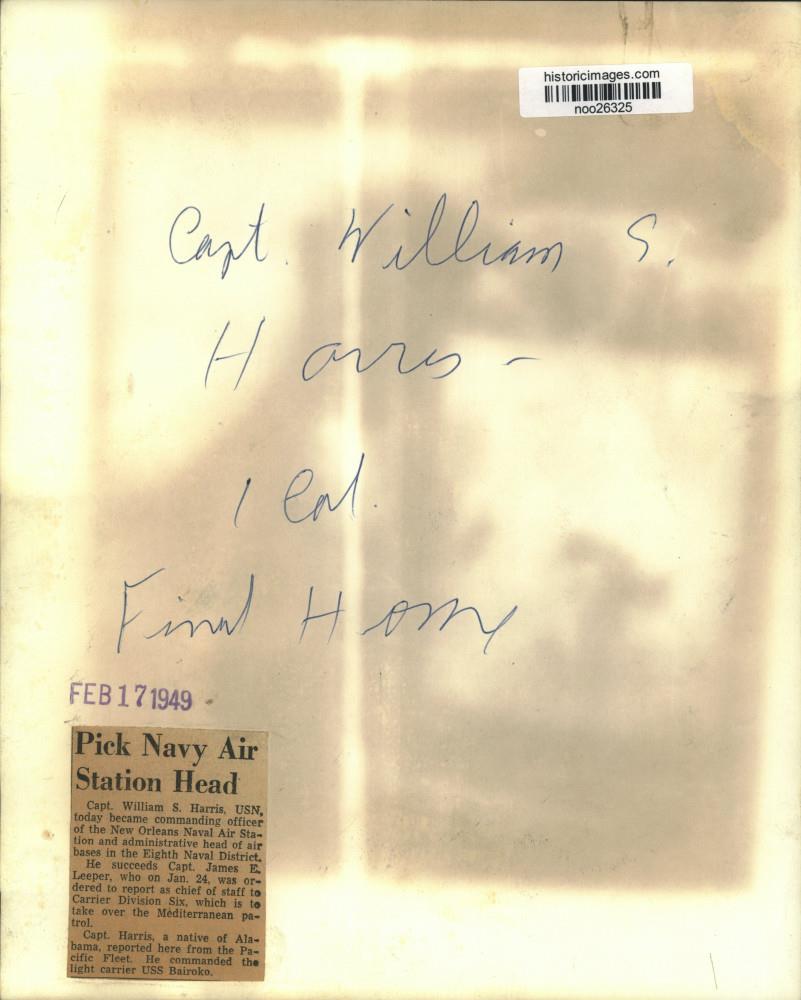 historicimages.com
noo26325
Capt. William S.
Harris -
1 Col.
Final Home
FEB 17 1949
Pick Navy Air
Station Head
Capt. William S. Harris, USN,
today became commanding officer
of the New Orleans Naval Air Sta-
tion and administrative head of air
bases in the Eighth Naval District.
He succeeds Capt. James E.
Leeper, who on Jan. 24, was or-
dered to report as chief of staff to
Carrier Division Six, which is to
take over the Mediterranean pa-
trol.
Capt. Harris, a native of Ala-
bama, reported here from the Pa-
cific Fleet. He commanded the
light carrier USS Bairoko.